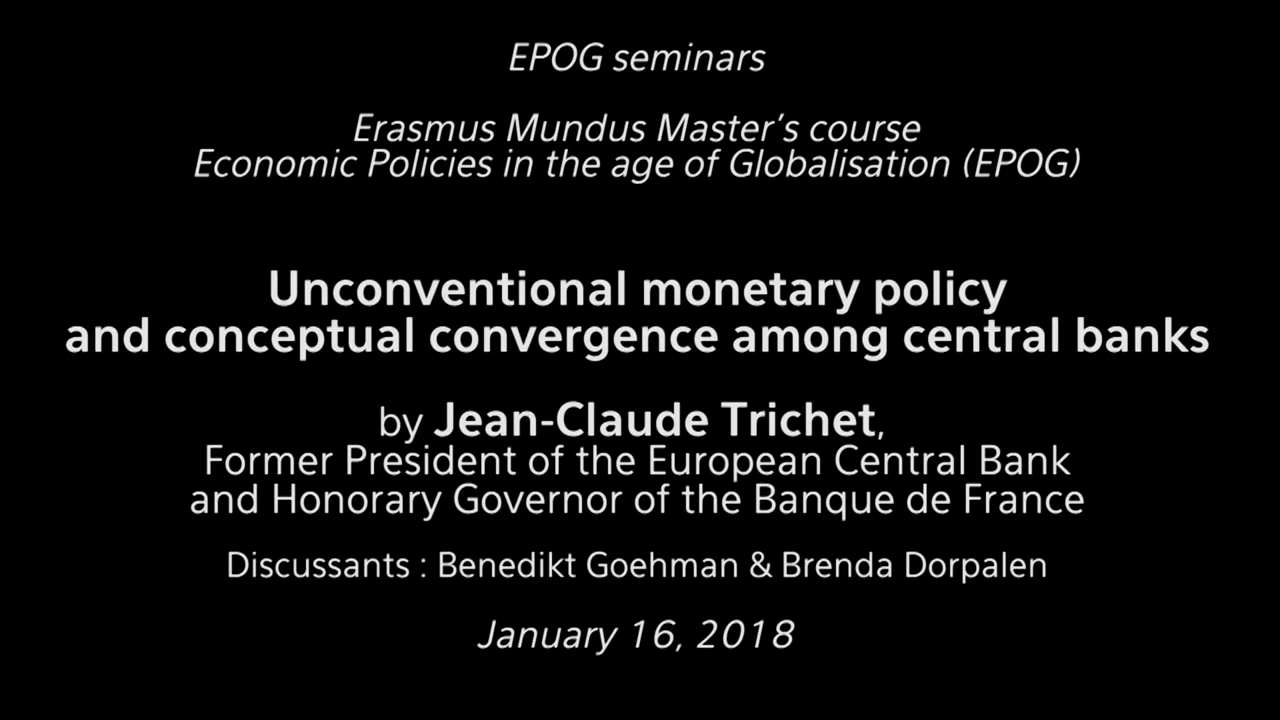 EPOG seminars
Erasmus Mundus Master's course
Economic Policies in the age of Globalisation (EPOG)
Unconventional monetary policy
and conceptual convergence among central banks
by Jean-Claude Trichet,
Former President of the European Central Bank
and Honorary Governor of the Banque de France
Discussants : Benedikt Goehman & Brenda Dorpalen
January 16, 2018